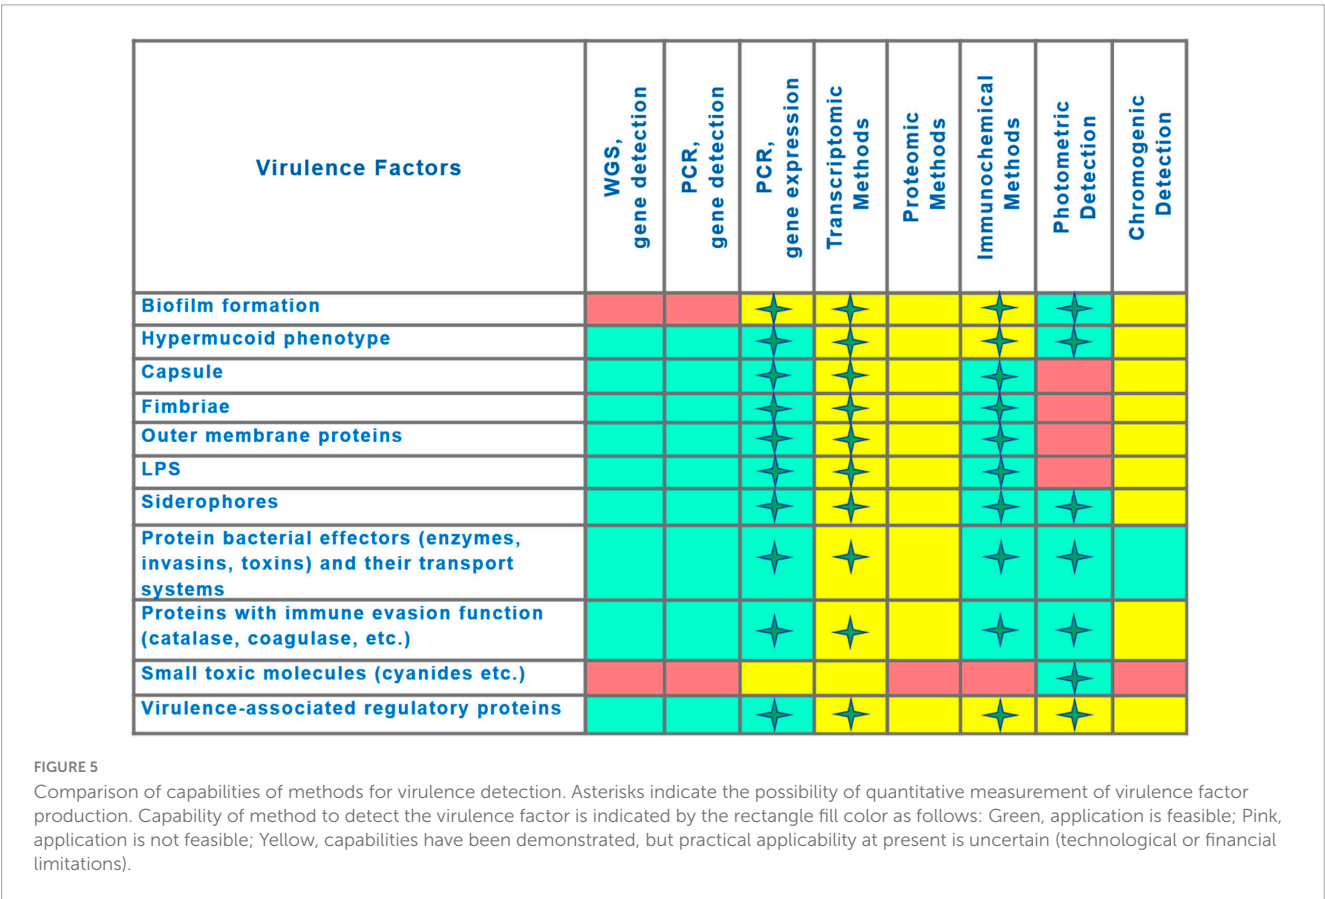 Virulence Factors
WGS,
gene detection
PCR,
gene detection
PCR,
gene expression
Transcriptomic
Methods
Proteomic
Methods
Immunochemical
Methods
Photometric
Detection
Chromogenic
Detection
Biofilm formation
Hypermucoid phenotype
Capsule
Fimbriae
Outer membrane proteins
LPS
Siderophores
Protein bacterial effectors (enzymes,
invasins, toxins) and their transport
systems
Proteins with immune evasion function
(catalase, coagulase, etc.)
Small toxic molecules (cyanides etc.)
Virulence-associated regulatory proteins
FIGURE 5
Comparison of capabilities of methods for virulence detection. Asterisks indicate the possibility of quantitative measurement of virulence factor
production. Capability of method to detect the virulence factor is indicated by the rectangle fill color as follows: Green, application is feasible; Pink,
application is not feasible; Yellow, capabilities have been demonstrated, but practical applicability at present is uncertain (technological or financial
limitations).